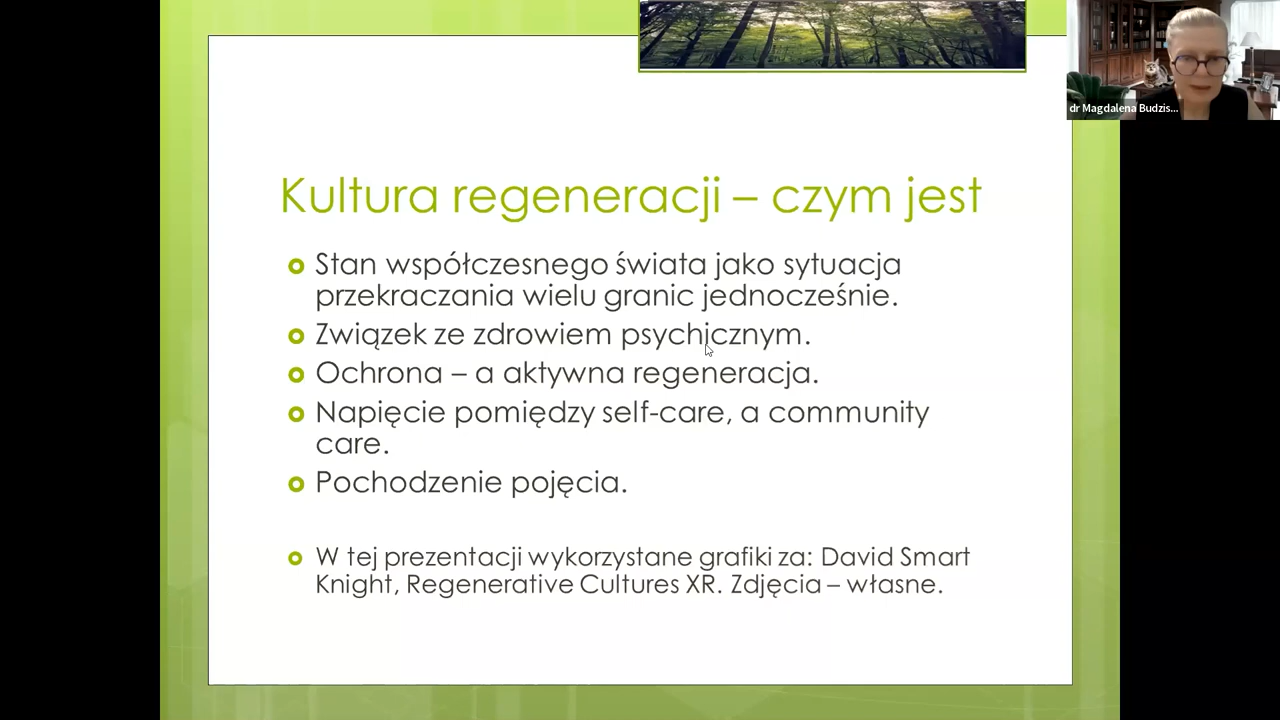 dr Magdalena Budzis...
Kultura regeneracji – czym jest
Stan współczesnego świata jako sytuacja
przekraczania wielu granic jednocześnie.
Związek ze zdrowiem psychicznym.
Ochrona – a aktywna regeneracja.
Napięcie pomiędzy self-care, a community
care.
Pochodzenie pojęcia.
W tej prezentacji wykorzystane grafiki za: David Smart
Knight, Regenerative Cultures XR. Zdjęcia – własne.